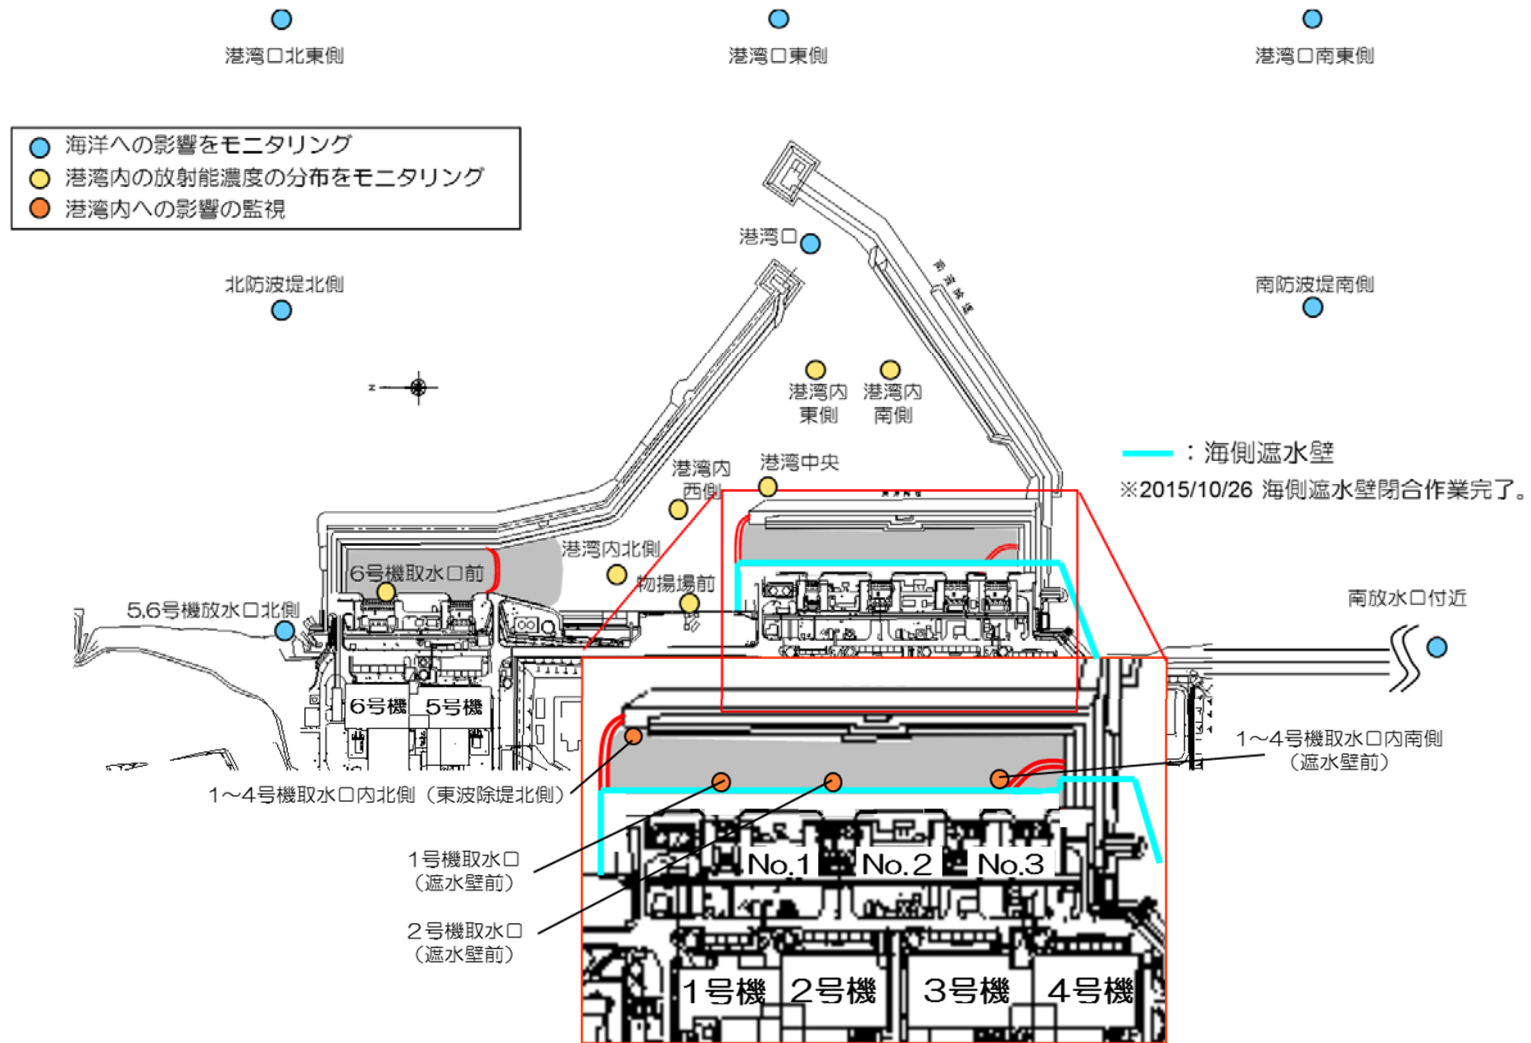 港湾口北東側
港湾口東側
港湾口南東側
海洋への影響をモニタリング
港湾内の放射能濃度の分布をモニタリング
港湾内への影響の監視
港湾口
北防波堤北側
南防波堤南側
南防波堤
N
港湾内
東側
港湾内
南側
：海側遮水壁
※2015/10/26 海側遮水壁閉合作業完了。
港湾中央
港湾内
西側
港湾内北側
6号機取水口前
物揚場前
5,6号機放水口北側
南放水口付近
6号機
5号機
1～4号機取水口内南側
（遮水壁前）
1～4号機取水口内北側（東波除堤北側）
1号機取水口
（遮水壁前）
2号機取水口
（遮水壁前）
No.1
No.2
No.3
1号機
2号機
3号機
4号機